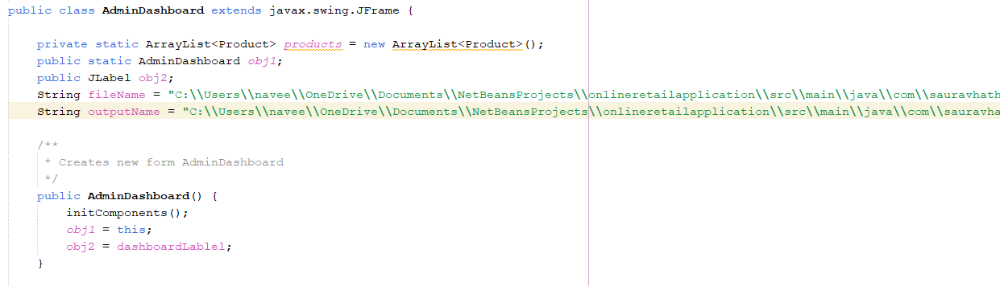 public class AdminDashboard extends javax.swing.JFrame {
private static ArrayList<Product> products = new ArrayList<Product>();
public static AdminDashboard obj1;
public JLabel obj2;
String fileName = "C:\\Users\\navee\\OneDrive\\Documents\\NetBeansProjects\\onlineretailapplication\\src\\main\\java\\com\\sauravhath
String outputName = "C:\\Users\\navee\\OneDrive\\Documents\\NetBeansProjects\\onlineretailapplication\\src\\main\\java\\com\\sauravha
/**
* Creates new form AdminDashboard
*/
public AdminDashboard() {
initComponents();
obj1 = this;
obj2 = dashboardLablel;
}